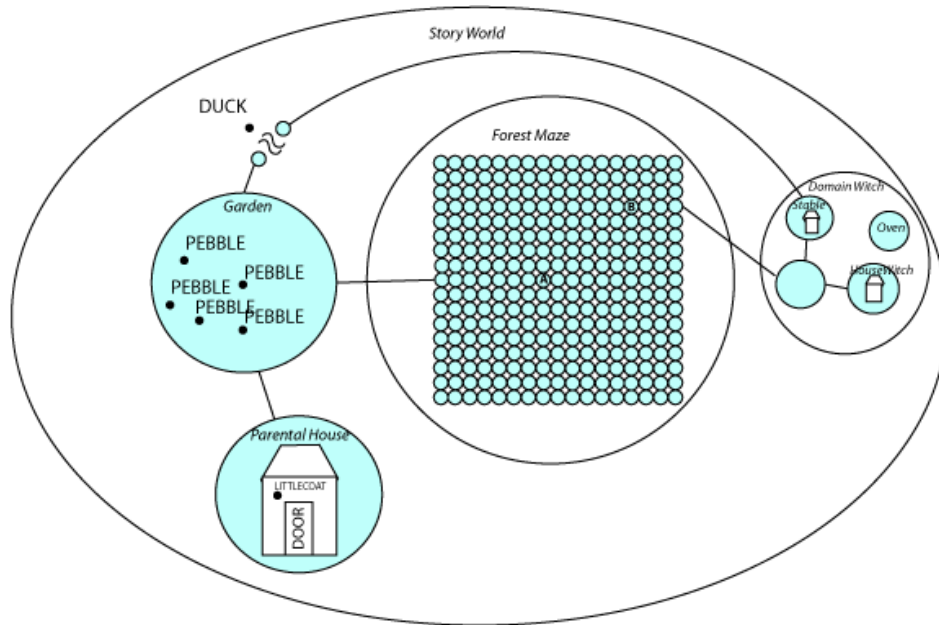 Story World
DUCK
Forest Maze
Garden
Domain Witch
Stable
B
Oven
PEBBLE
PEBBLE
HouseWitch
A
PEBBLE
PEBBLE
PEBBLE
Parental House
LITTLECOAT
DOOR